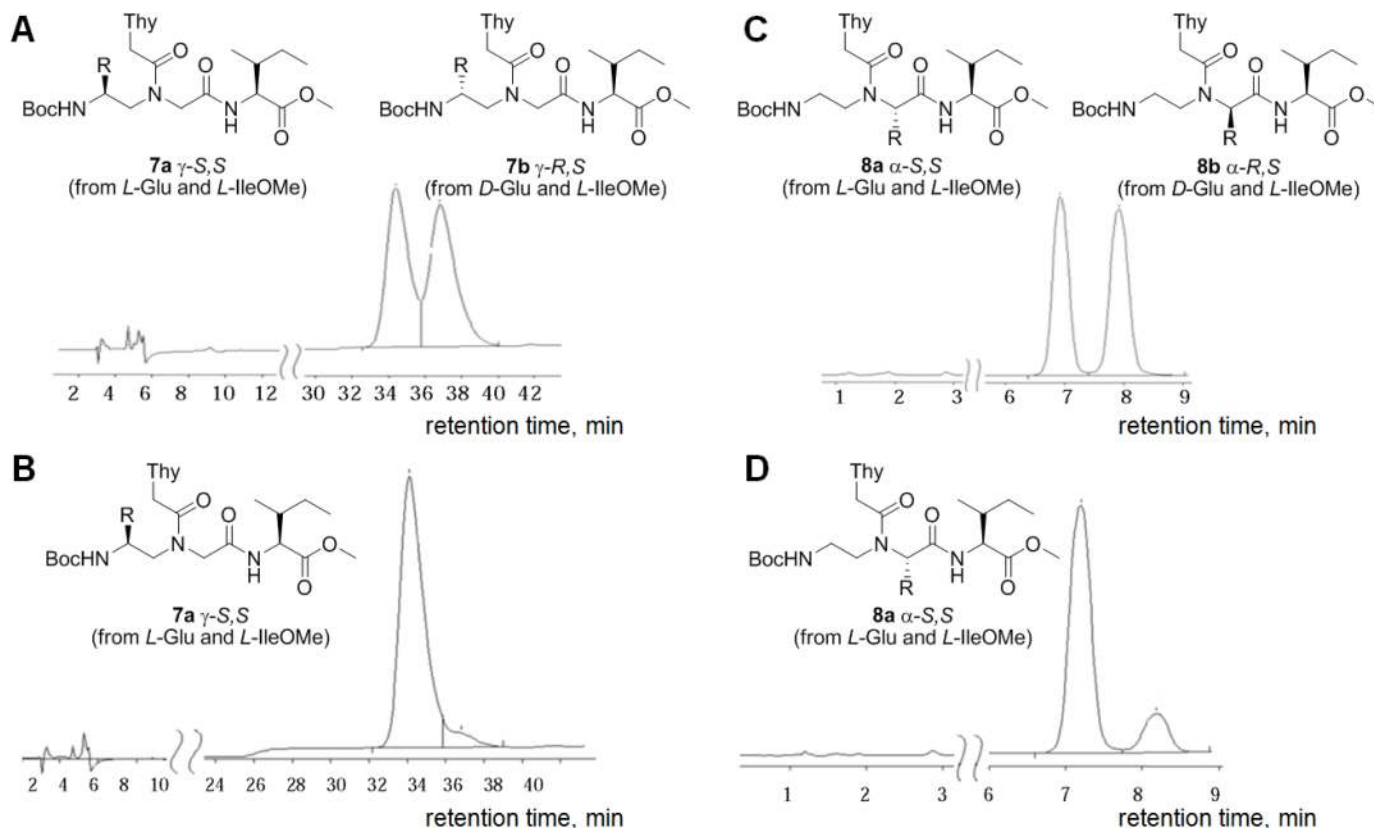 A
Thy
R
O
O
BocHN
N
N
H
O
O
7a γ-S,S
(from L-Glu and L-IleOMe)
Thy
R
O
O
BocHN
N
N
H
O
O
7b γ-R,S
(from D-Glu and L-IleOMe)
2 4 6 8 10 12 30 32 34 36 38 40 42
retention time, min
C
Thy
O
O
BocHN
N
N
H
R
O
O
8a α-S,S
(from L-Glu and L-IleOMe)
Thy
O
O
BocHN
N
N
H
R
O
O
8b α-R,S
(from D-Glu and L-IleOMe)
1 2 3 6 7 8 9
retention time, min
B
Thy
R
O
O
BocHN
N
N
H
O
O
7a γ-S,S
(from L-Glu and L-IleOMe)
2 4 6 8 10 24 26 28 30 32 34 36 38 40
retention time, min
D
Thy
O
O
BocHN
N
N
H
R
O
O
8a α-S,S
(from L-Glu and L-IleOMe)
1 2 3 6 7 8 9
retention time, min